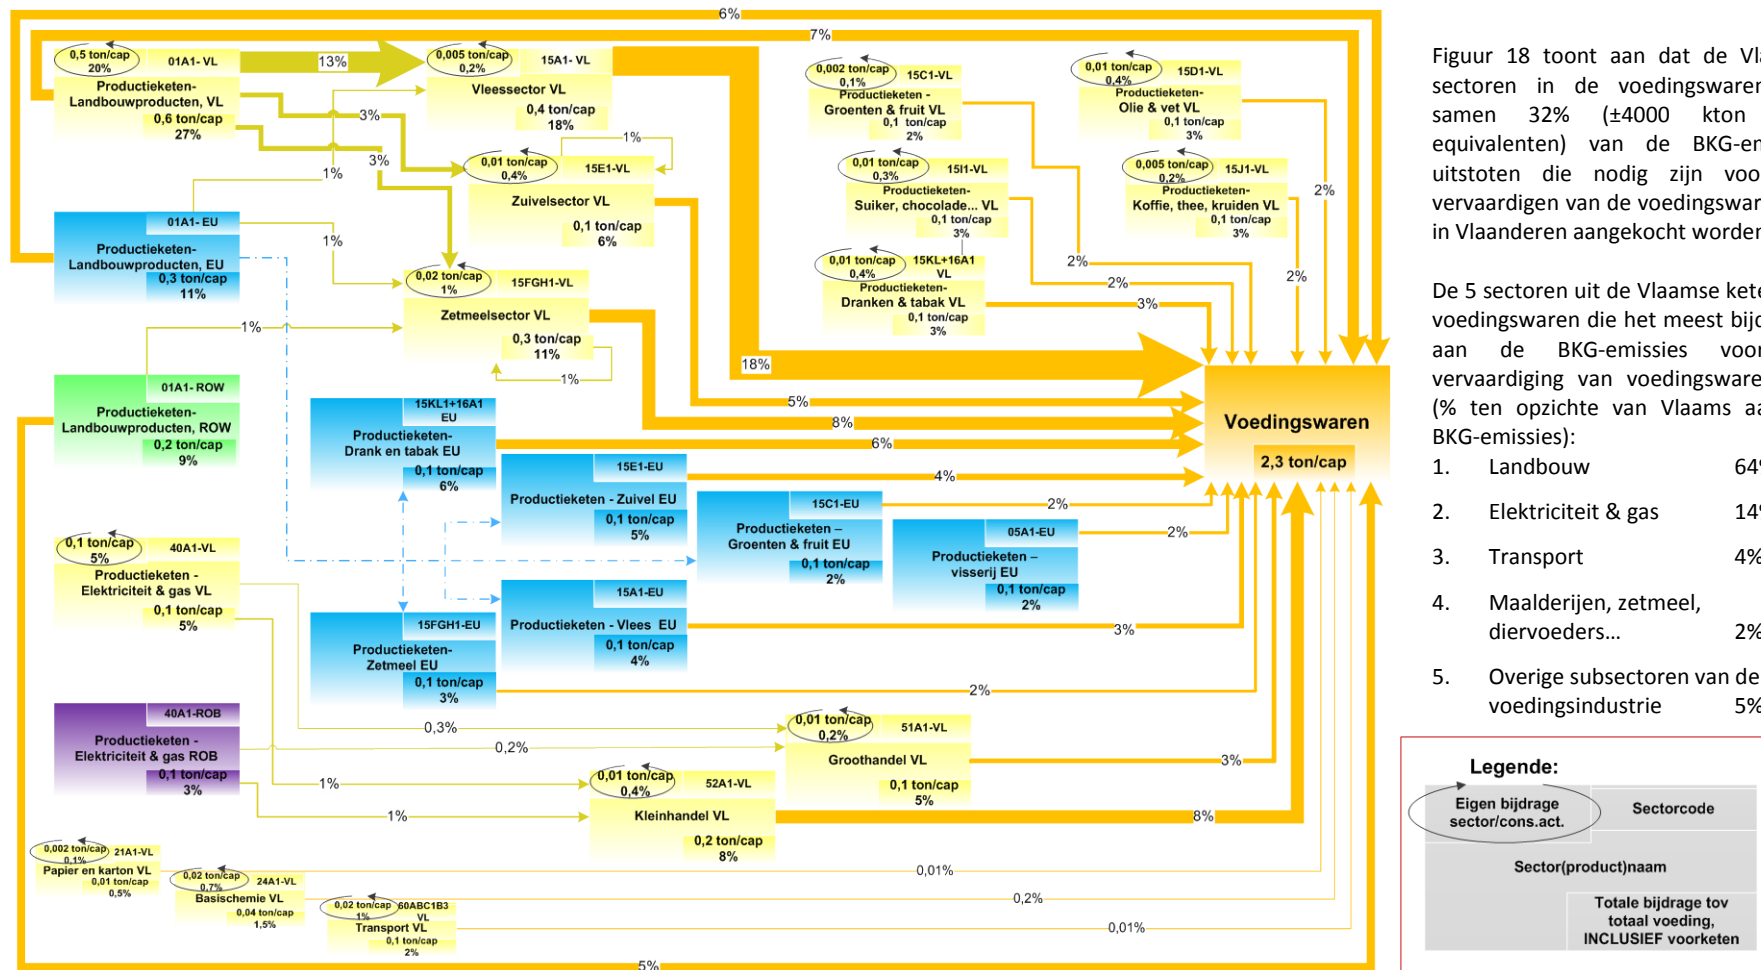 6%
7%
0,5 ton/cap
20%
01A1- VL
Productieketen-
Landbouwproducten, VL
0,6 ton/cap
27%
13%
0,005 ton/cap
0,2%
15A1- VL
Vleessector VL
0,4 ton/cap
18%
3%
3%
1%
1%
0,01 ton/cap
0,4%
15E1-VL
Zuivelsector VL
0,1 ton/cap
6%
0,002 ton/cap
0,1%
15C1-VL
Productieketen -
Groenten & fruit VL
0,1 ton/cap
2%
0,01 ton/cap
0,4%
15D1-VL
Productieketen-
Olie & vet VL
0,1 ton/cap
3%
0,01 ton/cap
0,3%
15I1-VL
Productieketen-
Suiker, chocolade... VL
0,1 ton/cap
3%
0,005 ton/cap
0,2%
15J1-VL
Productieketen-
Koffie, thee, kruiden VL
0,1 ton/cap
3%
2%
01A1- EU
Productieketen-
Landbouwproducten, EU
0,3 ton/cap
11%
1%
0,02 ton/cap
1%
15FGH1-VL
Zetmeelsector VL
0,3 ton/cap
11%
1%
0,01 ton/cap
0,4%
15KL+16A1
VL
Productieketen-
Dranken & tabak VL
0,1 ton/cap
3%
2%
2%
2%
3%
1%
18%
01A1- ROW
Productieketen-
Landbouwproducten, ROW
0,2 ton/cap
9%
5%
8%
6%
4%
Voedingswaren
2,3 ton/cap
15KL1+16A1
EU
Productieketen-
Drank en tabak EU
0,1 ton/cap
6%
15E1-EU
Productieketen - Zuivel EU
0,1 ton/cap
5%
15C1-EU
Productieketen –
Groenten & fruit EU
0,1 ton/cap
2%
2%
05A1-EU
Productieketen –
visserij EU
0,1 ton/cap
2%
2%
0,1 ton/cap
5%
40A1-VL
Productieketen -
Elektriciteit & gas VL
0,1 ton/cap
5%
15FGH1-EU
Productieketen-
Zetmeel EU
0,1 ton/cap
3%
15A1-EU
Productieketen - Vlees EU
0,1 ton/cap
4%
3%
2%
40A1-ROB
Productieketen -
Elektriciteit & gas ROB
0,1 ton/cap
3%
0,3%
0,2%
1%
1%
0,01 ton/cap
0,2%
51A1-VL
Groothandel VL
0,1 ton/cap
5%
3%
0,01 ton/cap
0,4%
52A1-VL
Kleinhandel VL
0,2 ton/cap
8%
8%
0,002 ton/cap
0,1%
21A1-VL
Papier en karton VL
0,01 ton/cap
0,5%
0,01%
0,02 ton/cap
0,7%
24A1-VL
Basischemie VL
0,04 ton/cap
1,5%
0,2%
0,02 ton/cap
1%
60ABC1B3
VL
Transport VL
0,1 ton/cap
2%
0,01%
5%
Figuur 18 toont aan dat de
sectoren in de voedingswaren
samen 32% (±4000 kton
equivalenten) van de
uitstoten die nodig zijn
vervaardigen van de
in Vlaanderen aangekocht
De 5 sectoren uit de Vlaamse
voedingswaren die het meest
aan de BKG-emissies
vervaardiging van
(% ten opzichte van Vlaams
BKG-emissies):
1. Landbouw 64
2. Elektriciteit & gas 14
3. Transport 4%
4. Maalderijen, zetmeel,
diervoeders… 2%
5. Overige subsectoren van de
voedingsindustrie 5%
Legende:
Eigen bijdrage
sector/cons.act.
Sectorcode
Sector(product)naam
Totale bijdrage tov
totaal voeding,
INCLUSIEF voorketen